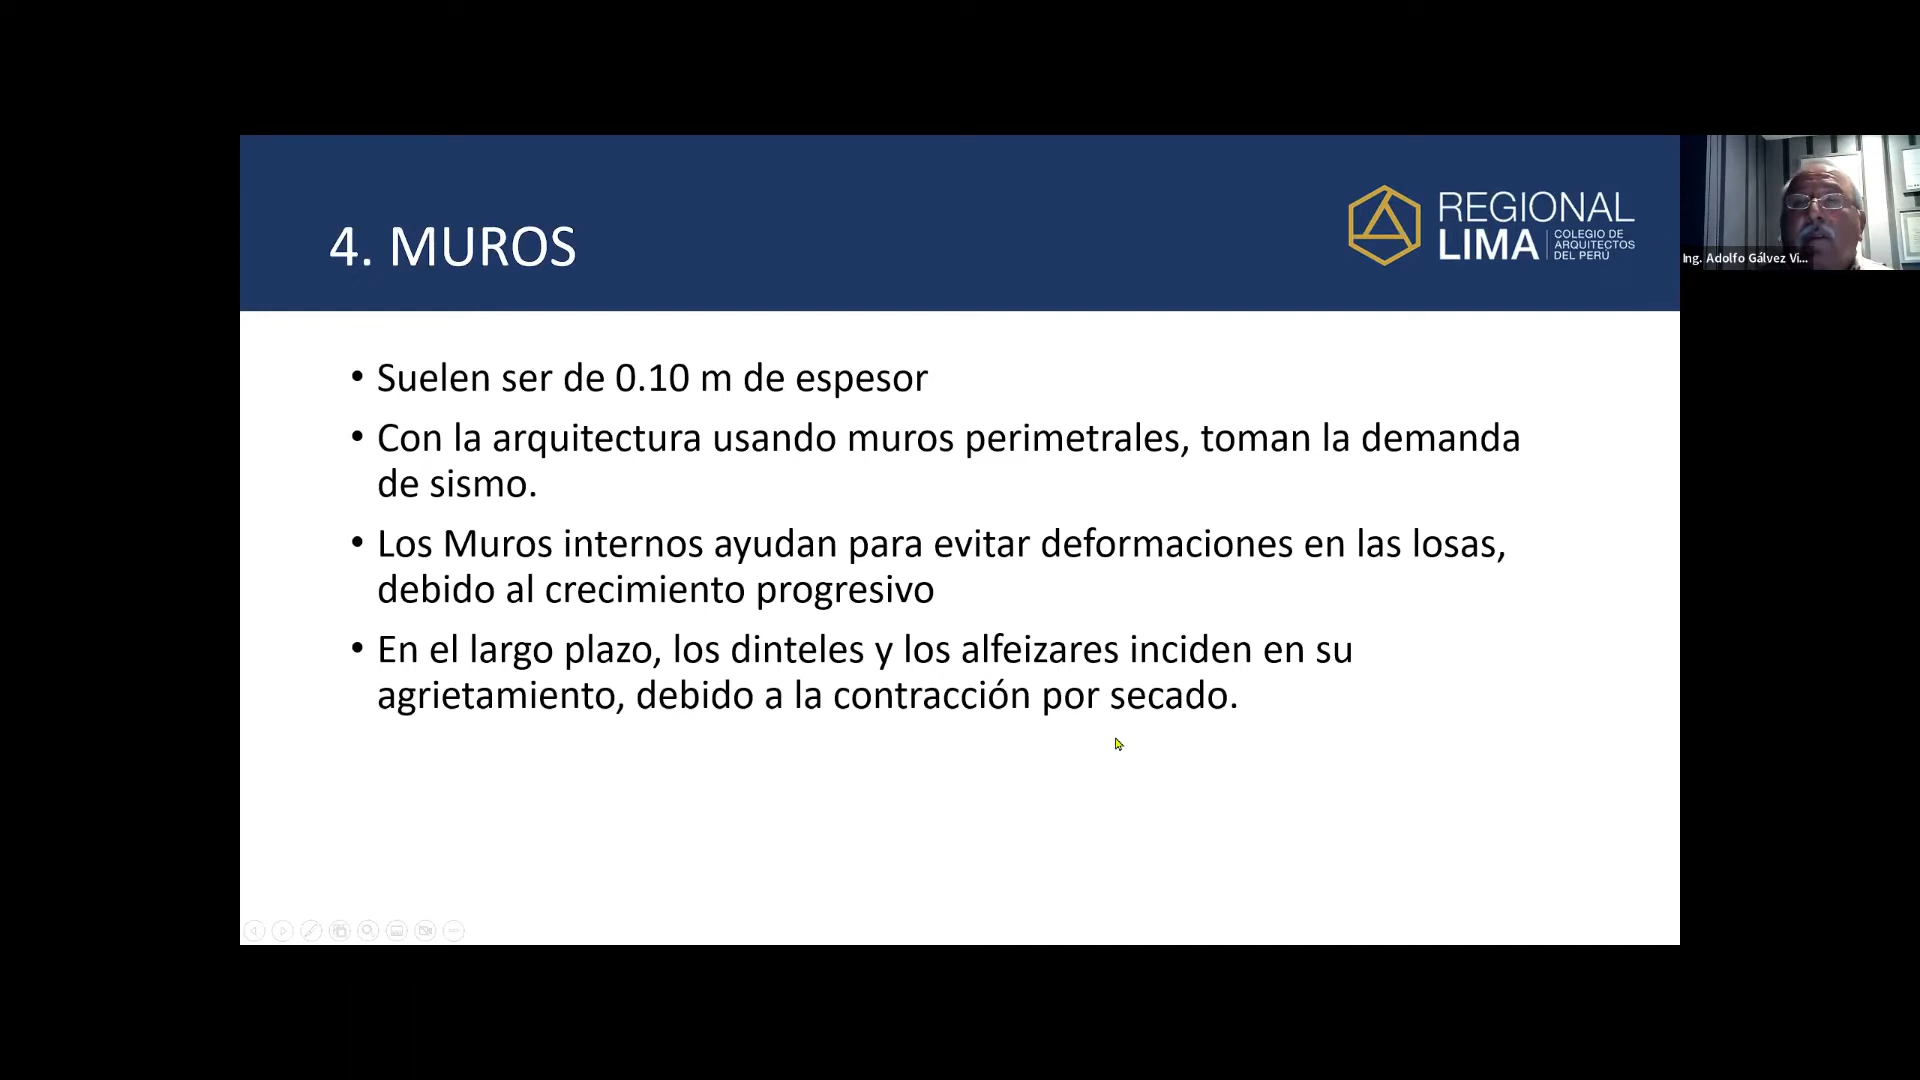 4. MUROS
REGIONAL
LIMA
COLEGIO DE
ARQUITECTOS
DEL PERÚ
Ing. Adolfo Gálvez Vi...
• Suelen ser de 0.10 m de espesor
• Con la arquitectura usando muros perimetrales, toman la demanda
de sismo.
• Los Muros internos ayudan para evitar deformaciones en las losas,
debido al crecimiento progresivo
• En el largo plazo, los dinteles y los alfeizares inciden en su
agrietamiento, debido a la contracción por secado.